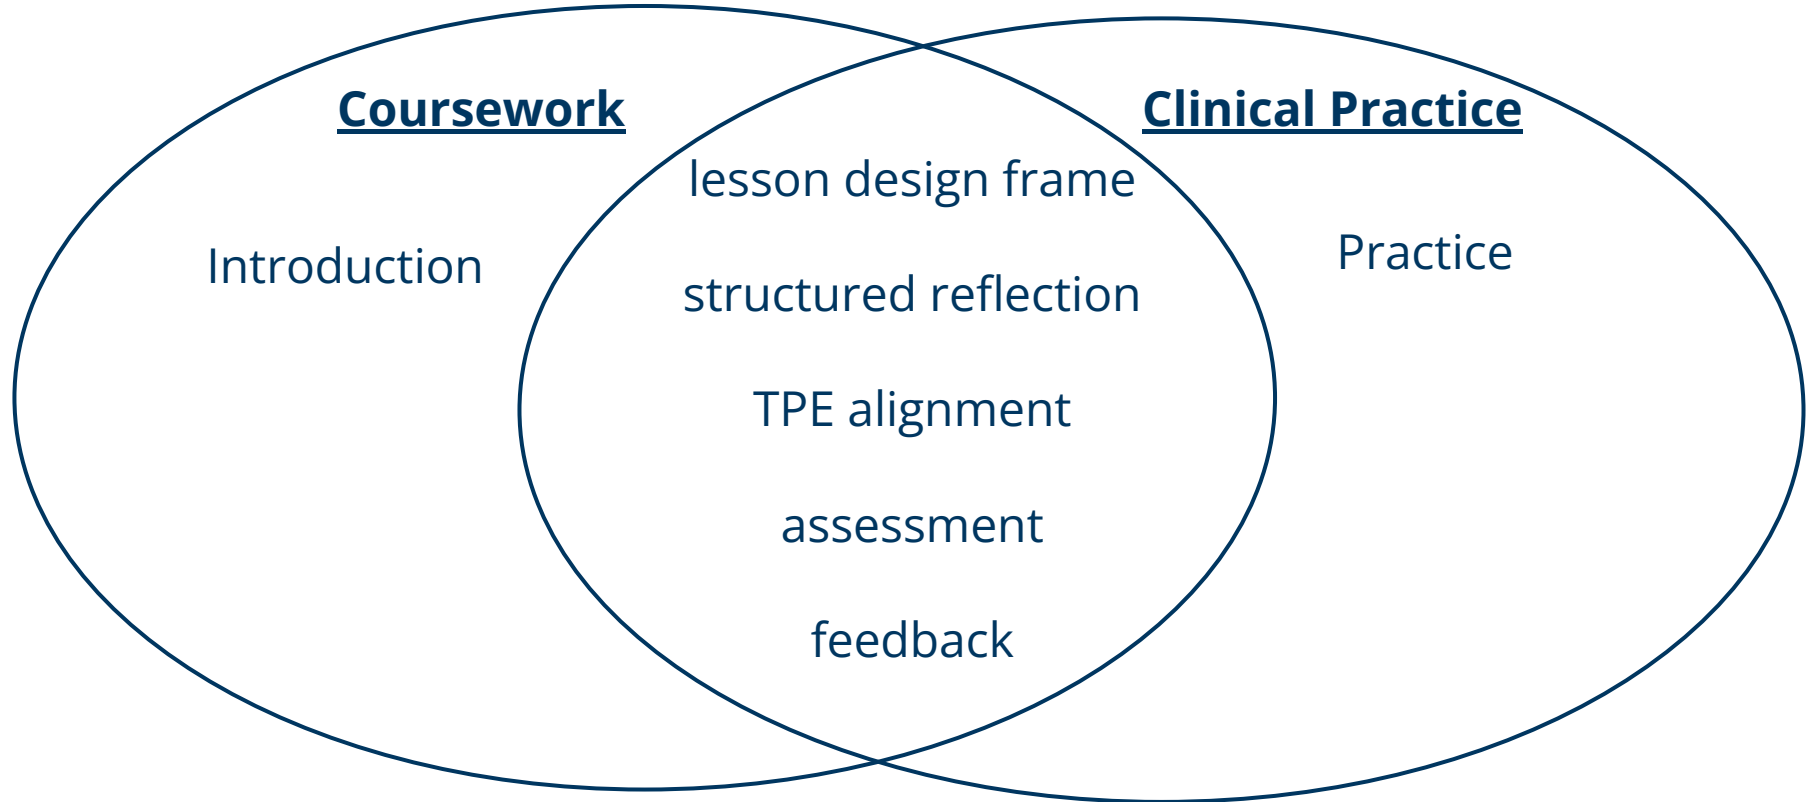 Coursework
Clinical Practice
Introduction
lesson design frame
structured reflection
TPE alignment
assessment
feedback
Practice